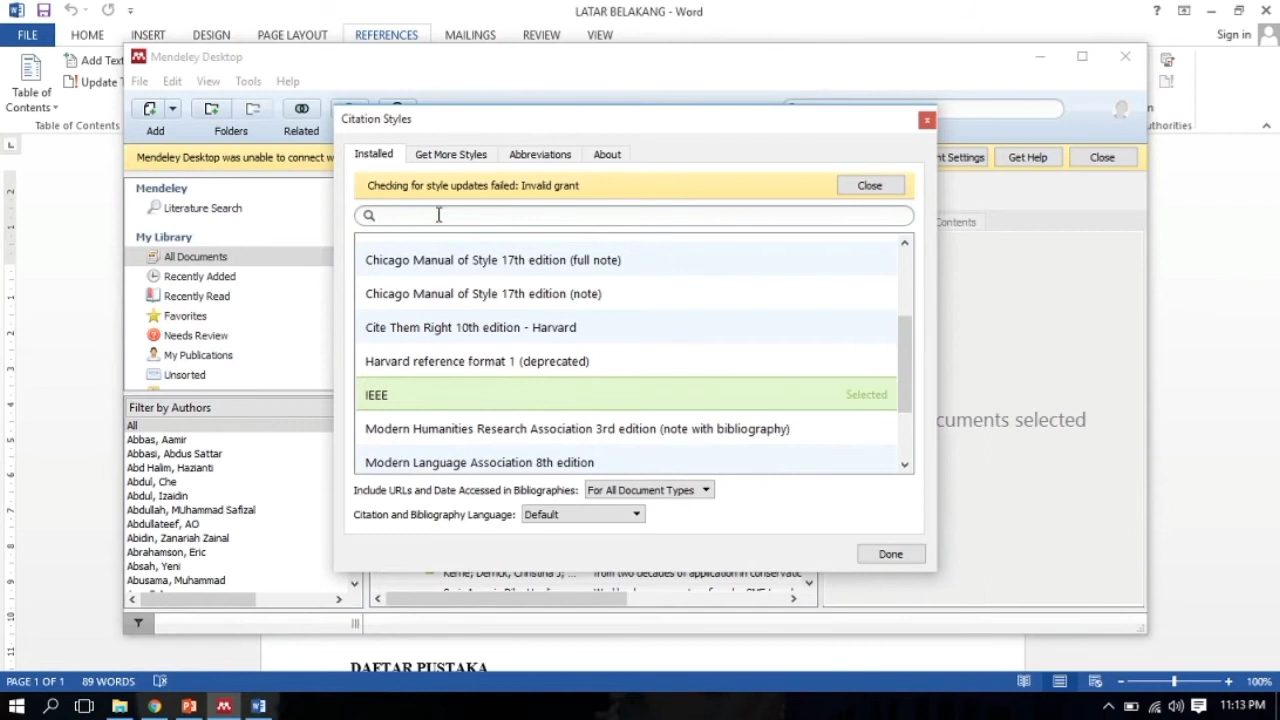 LATAR BELAKANG - Word
FILE HOME INSERT DESIGN PAGE LAYOUT REFERENCES MAILINGS REVIEW VIEW Sign in
Table of
Contents
Add Text
Update
Table of Contents
Mendeley Desktop
File Edit View Tools Help
Add Folders Related
Mendeley Desktop was unable to connect
Settings Get Help Close
Mendeley
Literature Search
My Library
All Documents
Recently Added
Recently Read
Favorites
Needs Review
My Publications
Unsorted
Filter by Authors
All
Abbas, Aamir
Abbasi, Abdus Sattar
Abd Halim, Hazianti
Abdul, Che
Abdul, Izaidin
Abdullah, MUhammad Safizal
Abdullateef, AO
Abidin, Zanariah Zainal
Abrahamson, Eric
Absah, Yeni
Abusama, Muhammad
Citation Styles
Installed Get More Styles Abbreviations About
Checking for style updates failed: Invalid grant Close
Chicago Manual of Style 17th edition (full note)
Chicago Manual of Style 17th edition (note)
Cite Them Right 10th edition - Harvard
Harvard reference format 1 (deprecated)
IEEE Selected
Modern Humanities Research Association 3rd edition (note with bibliography)
Modern Language Association 8th edition
Include URLs and Date Accessed in Bibliographies: For All Document Types
Citation and Bibliography Language: Default
Done
Contents
cuments selected
DAFTAR PUSTAKA
PAGE 1 OF 1 89 WORDS 100%
11:13 PM